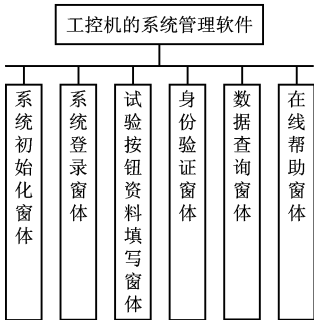 工控机的系统管理软件
系统初始化窗体
系统登录窗体
试验按钮资料填写窗体
身份验证窗体
数据查询窗体
在线帮助窗体